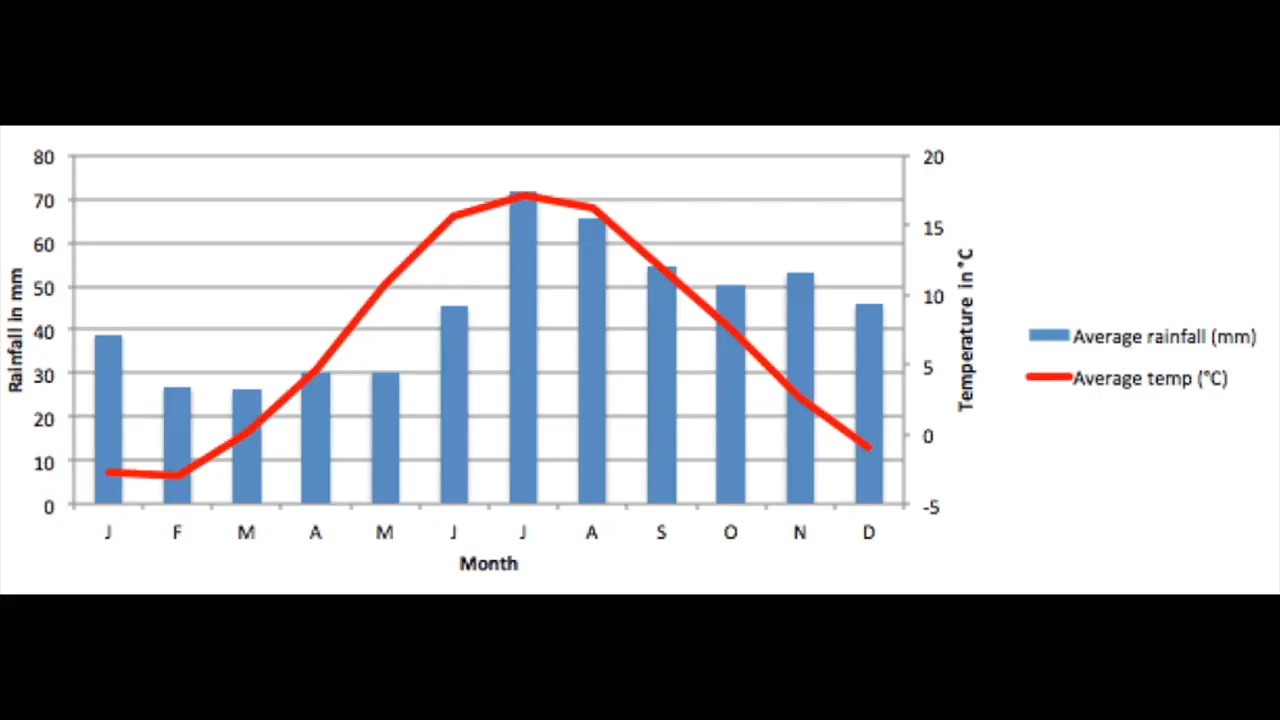 80
70
60
50
40
30
20
10
0
Rainfall in mm
J F M A M J J A S O N D
Month
20
15
10
5
0
-5
Temperature in °C
Average rainfall (mm)
Average temp (°C)